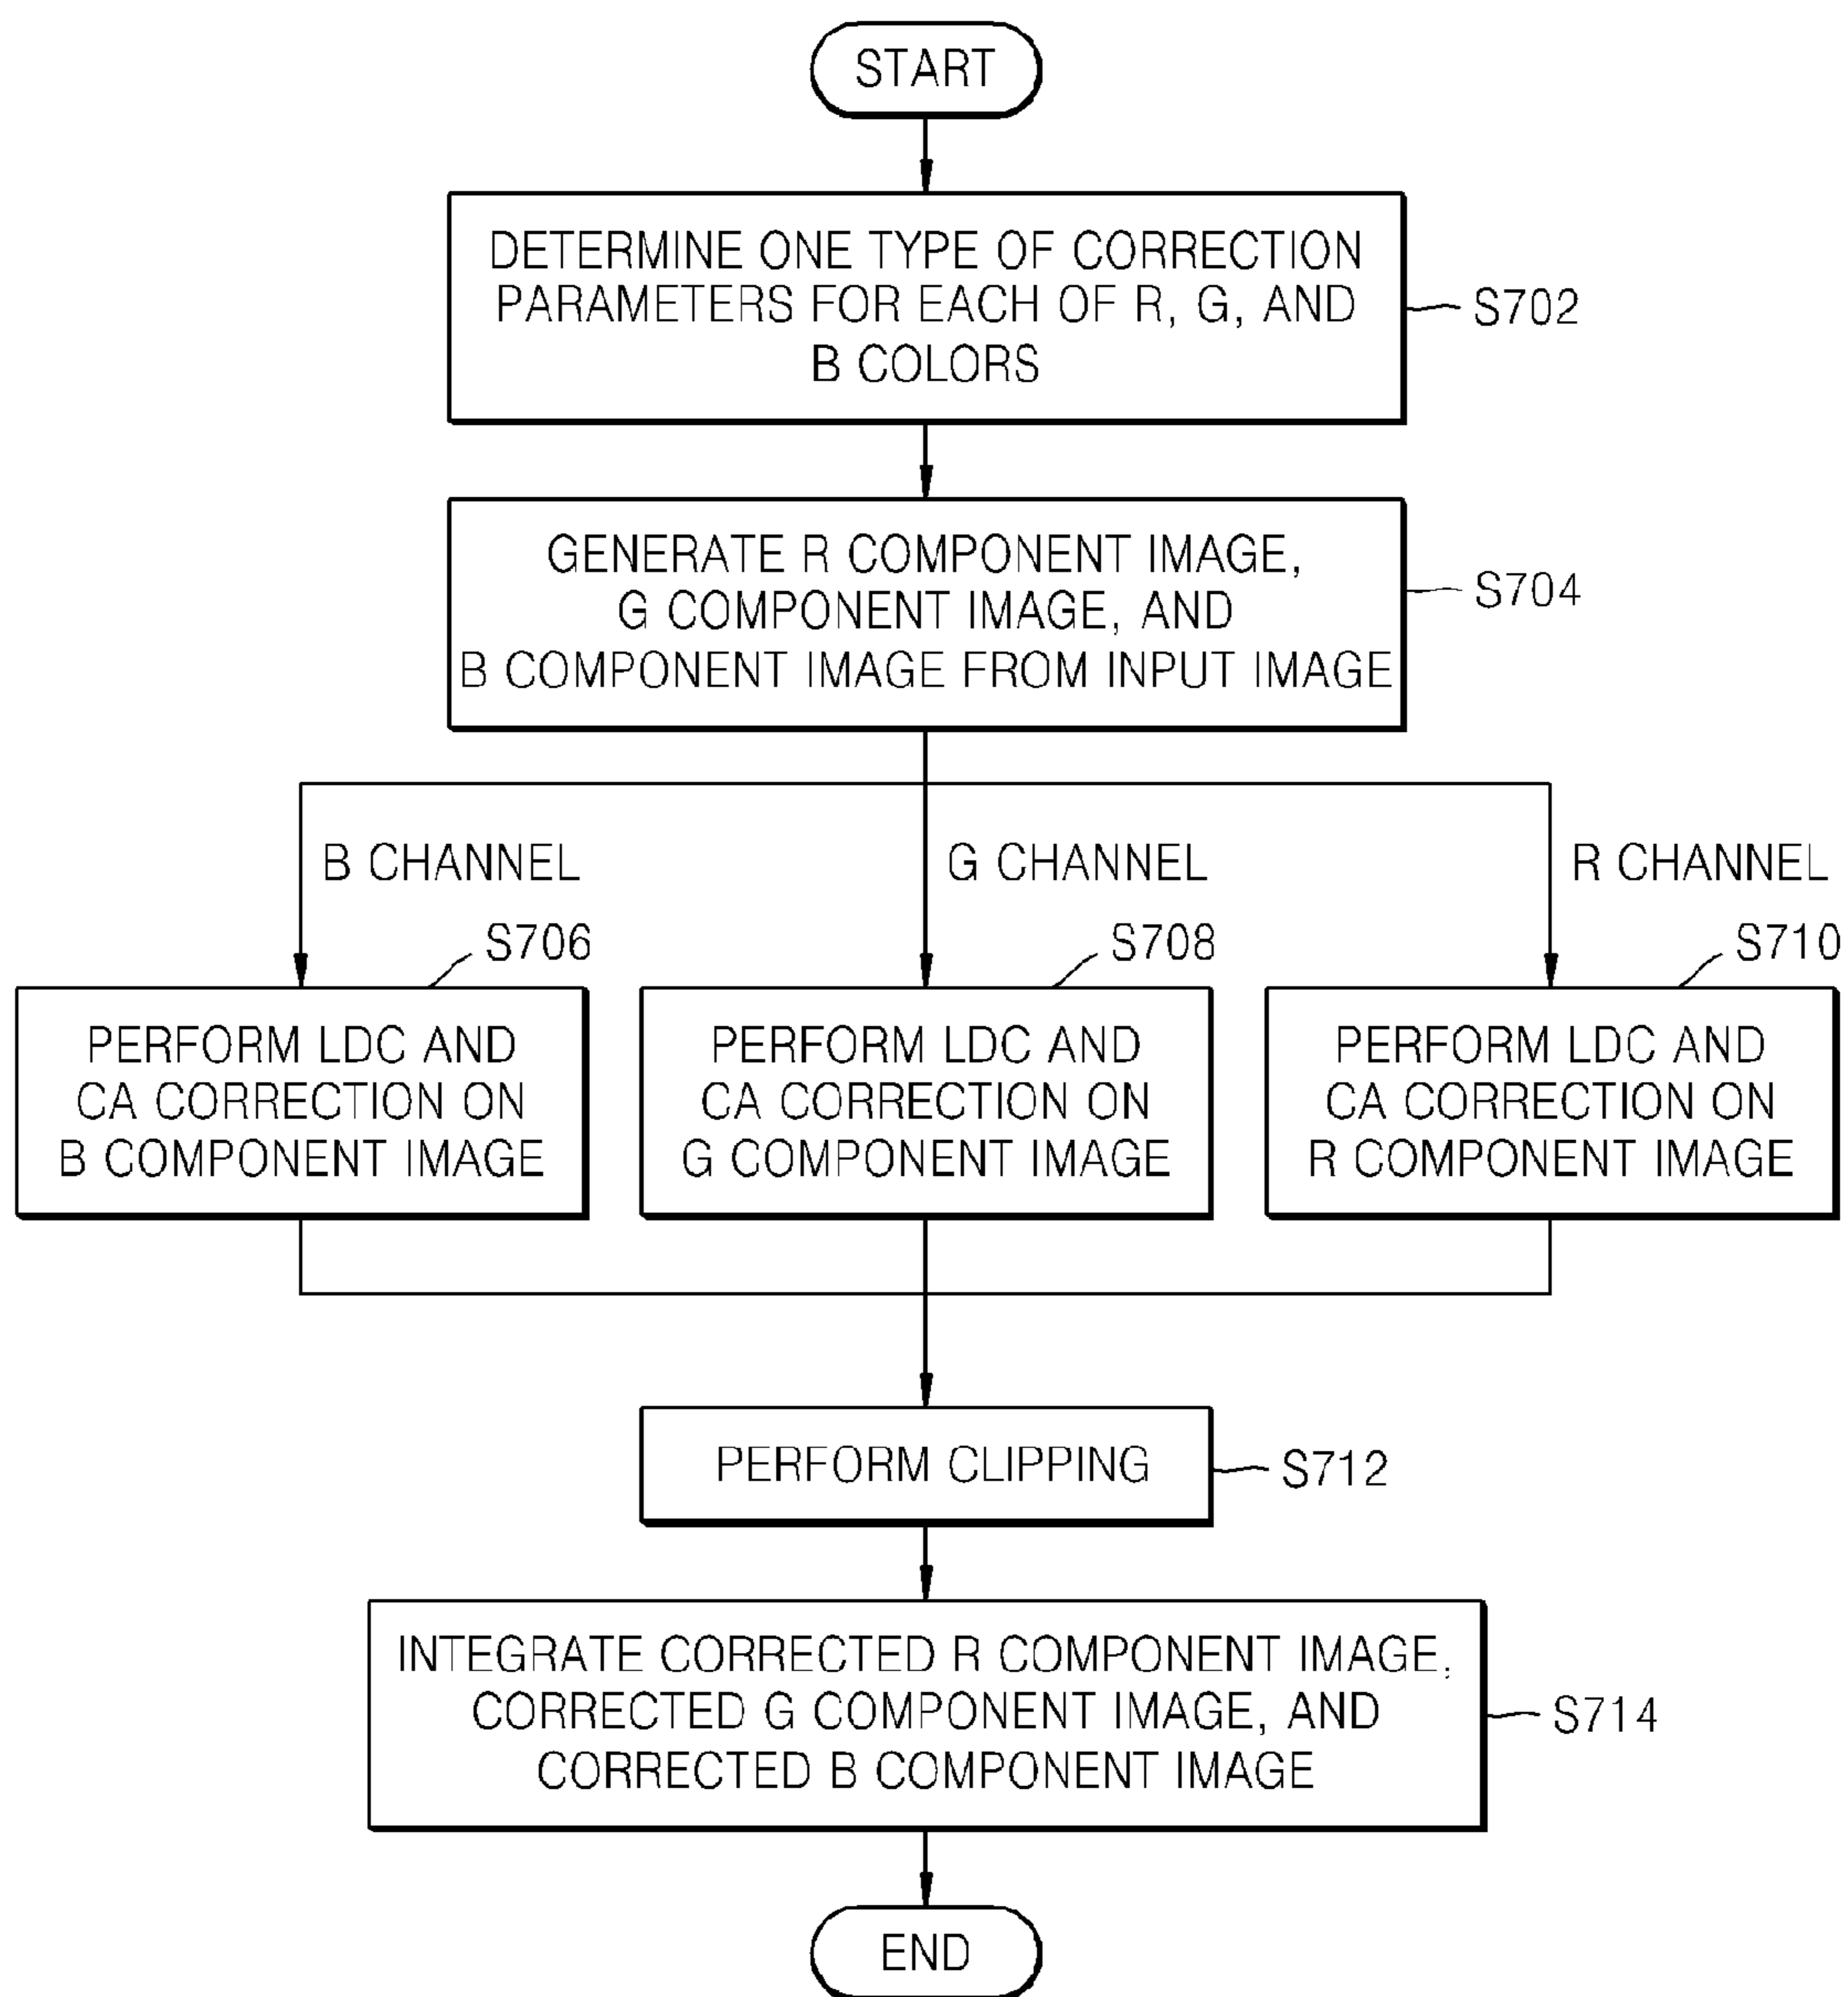 START
DETERMINE ONE TYPE OF CORRECTION
PARAMETERS FOR EACH OF R, G, AND
B COLORS
S702
GENERATE R COMPONENT IMAGE,
G COMPONENT IMAGE, AND
B COMPONENT IMAGE FROM INPUT IMAGE
S704
B CHANNEL
G CHANNEL
R CHANNEL
S706
S708
S710
PERFORM LDC AND
CA CORRECTION ON
B COMPONENT IMAGE
PERFORM LDC AND
CA CORRECTION ON
G COMPONENT IMAGE
PERFORM LDC AND
CA CORRECTION ON
R COMPONENT IMAGE
PERFORM CLIPPING
S712
INTEGRATE CORRECTED R COMPONENT IMAGE,
CORRECTED G COMPONENT IMAGE, AND
CORRECTED B COMPONENT IMAGE
S714
END